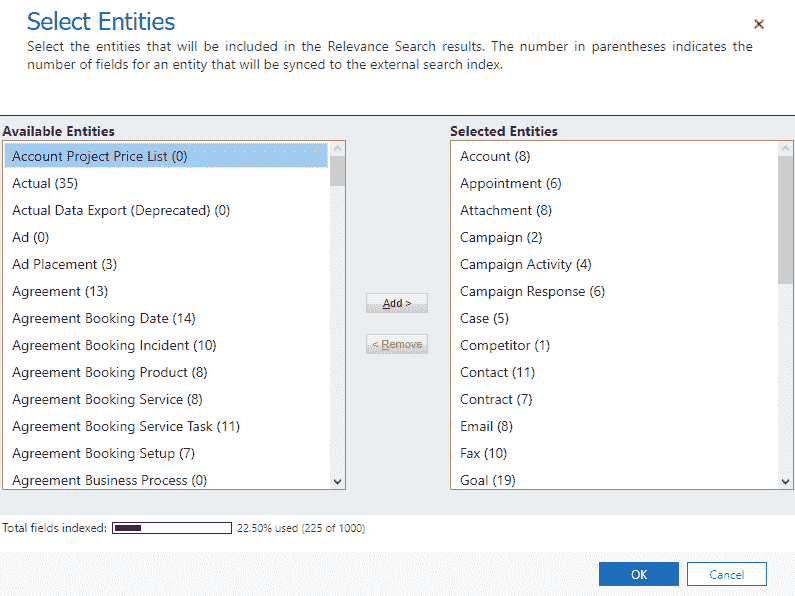 Select Entities
Select the entities that will be included in the Relevance Search results. The number in parentheses indicates the
number of fields for an entity that will be synced to the external search index.
Available Entities
Account Project Price List (0)
Actual (35)
Actual Data Export (Deprecated) (0)
Ad (0)
Ad Placement (3)
Agreement (13)
Agreement Booking Date (14)
Agreement Booking Incident (10)
Agreement Booking Product (8)
Agreement Booking Service (8)
Agreement Booking Service Task (11)
Agreement Booking Setup (7)
Agreement Business Process (0)
Add >
< Remove
Selected Entities
Account (8)
Appointment (6)
Attachment (8)
Campaign (2)
Campaign Activity (4)
Campaign Response (6)
Case (5)
Competitor (1)
Contact (11)
Contract (7)
Email (8)
Fax (10)
Goal (19)
Total fields indexed: 22.50% used (225 of 1000)
OK
Cancel